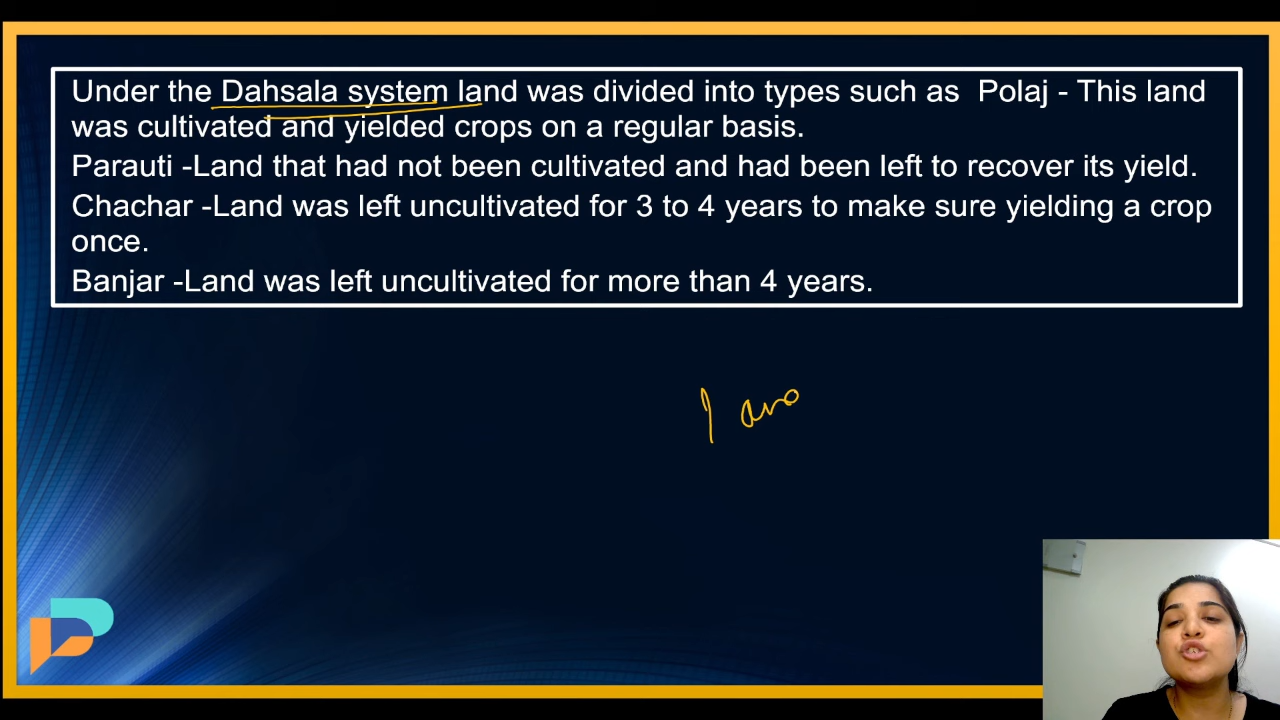 Under the Dahsala system land was divided into types such as Polaj - This land
was cultivated and yielded crops on a regular basis.
Parauti -Land that had not been cultivated and had been left to recover its yield.
Chachar -Land was left uncultivated for 3 to 4 years to make sure yielding a crop
once.
Banjar -Land was left uncultivated for more than 4 years.